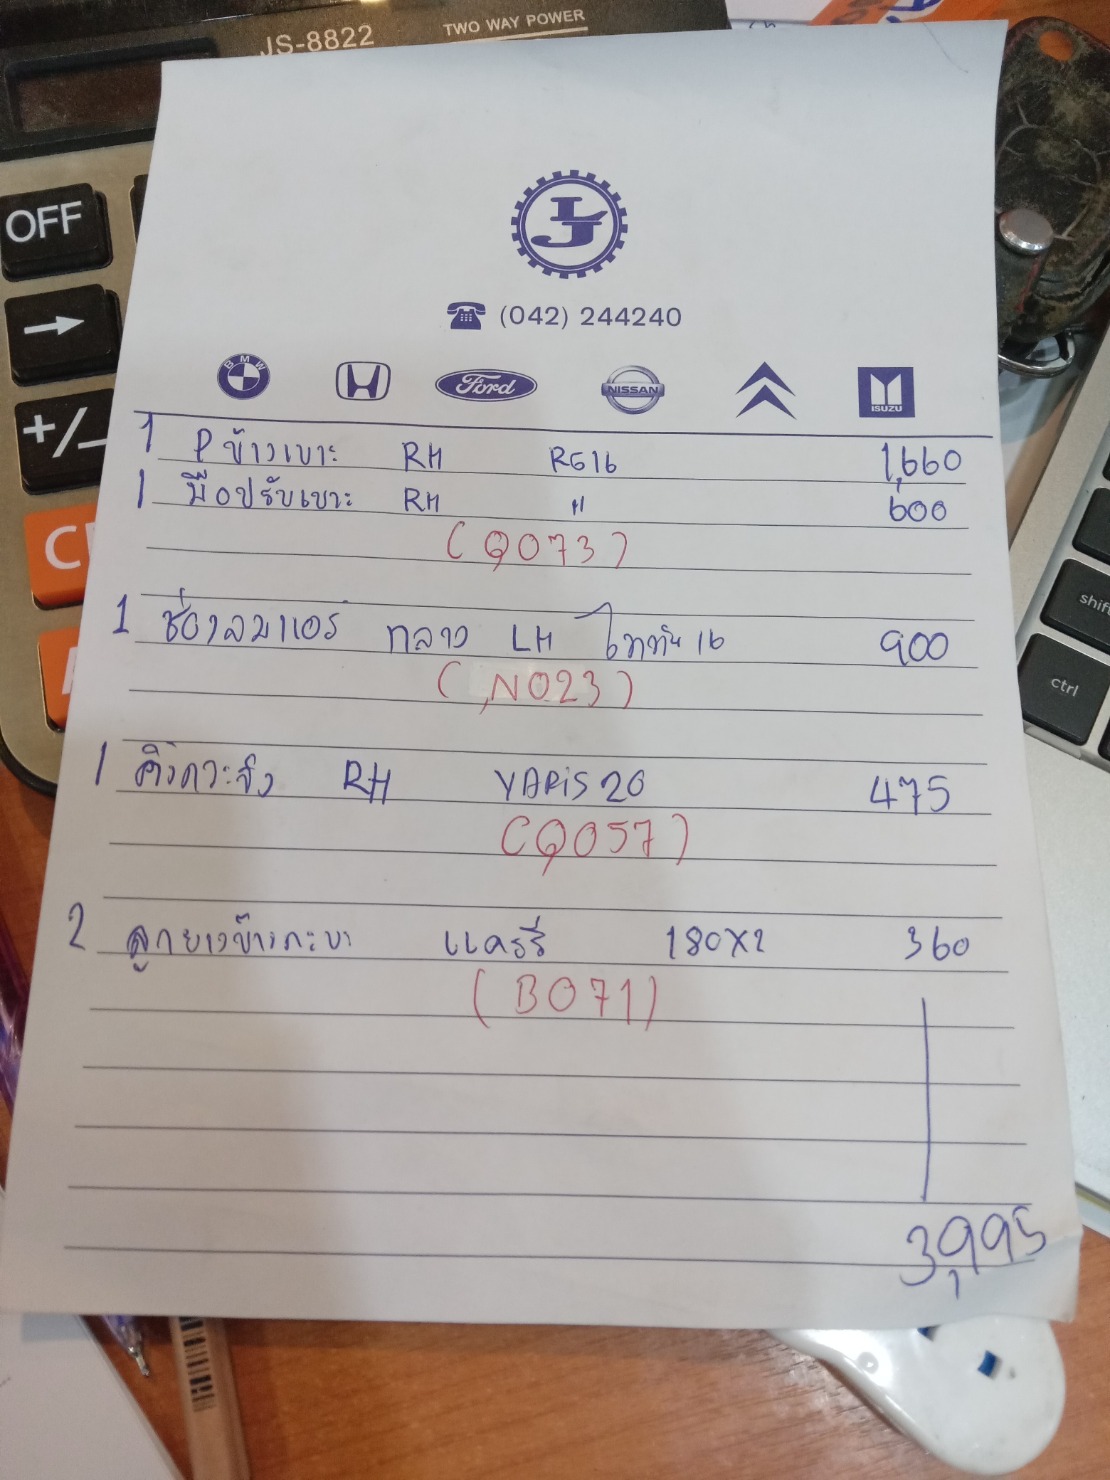 JS-8822 TWO WAY POWER
OFF
→
+/−
LJ
(042) 244240
BMW Ford NISSAN ISUZU
1 P ข้างเบาะ RH RG16 1,660
1 มือปรับเบาะ RH " 600
(Q073)
1 ช่องลมแอร์ กลาง LH ไททัน 16 900
(N023)
1 คิ้วกระจัง RH YARIS 20 475
(Q057)
2 ลูกยางข้างกะบะ แครรี่ 180X2 360
(B071)
3,995
shift
ctrl